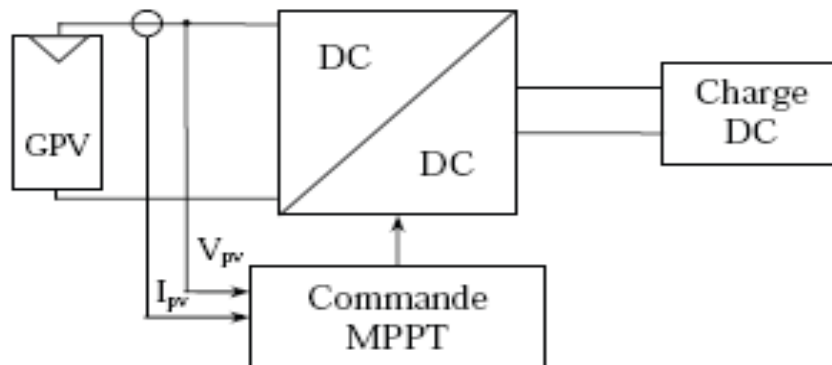 DC
DC
GPV
Charge
DC
Vpv
Ipv
Commande
MPPT